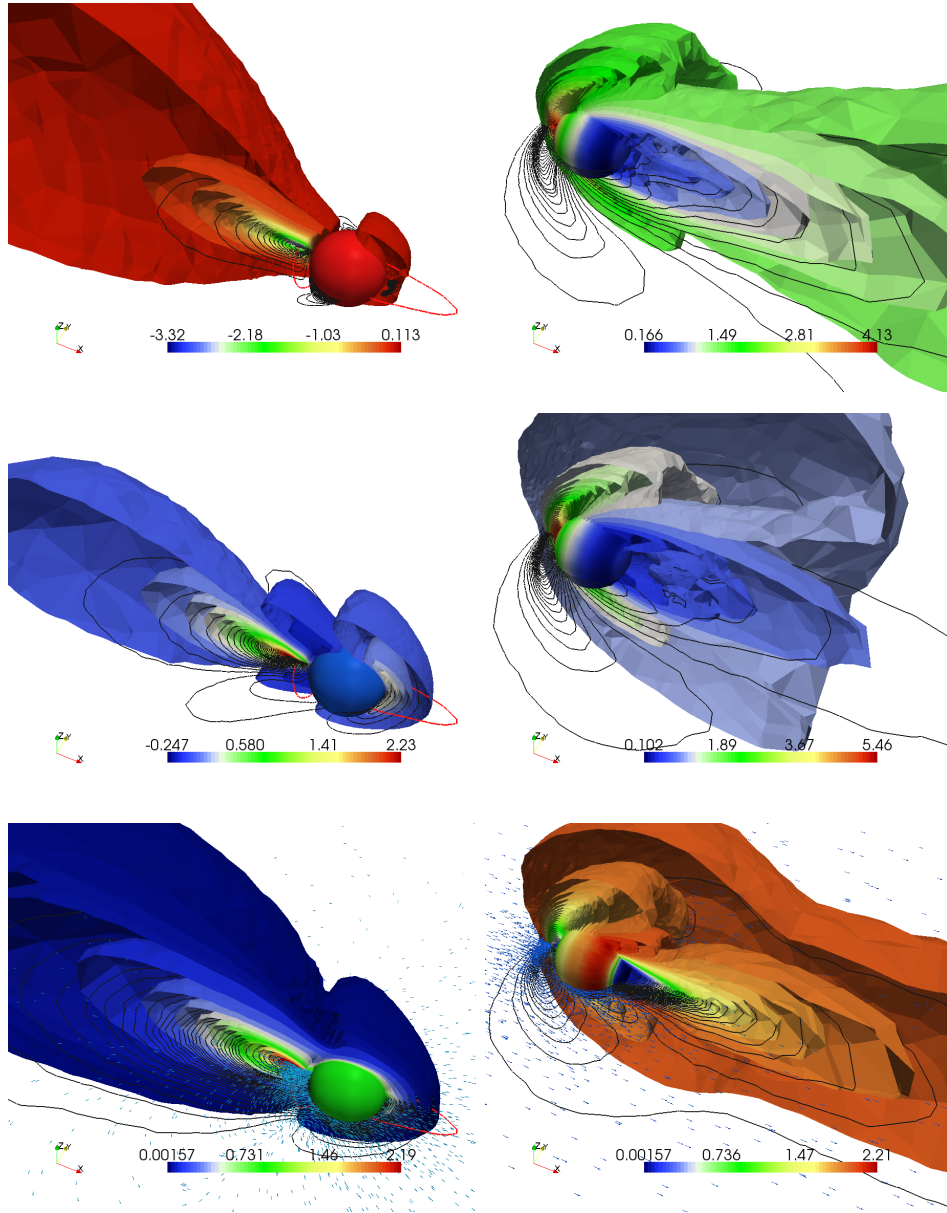 Z Y
X
-3.32 -2.18 -1.03 0.113
Z Y
X
0.166 1.49 2.81 4.13
Z Y
X
-0.247 0.580 1.41 2.23
Z Y
X
0.102 1.89 3.67 5.46
Z Y
X
0.00157 0.731 1.46 2.19
Z Y
X
0.00157 0.736 1.47 2.21